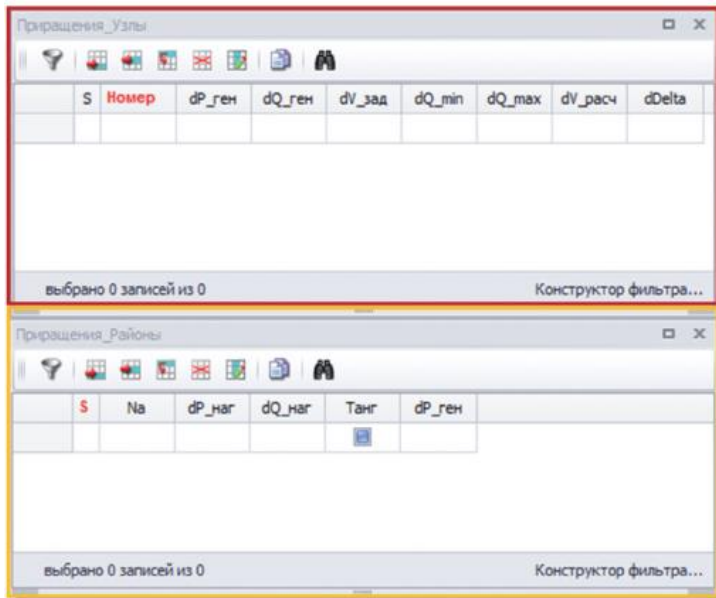 Приращения_Узлы
S Номер dP_ген dQ_ген dV_зад dQ_min dQ_max dV_расч dDelta
выбрано 0 записей из 0 Конструктор фильтра...
Приращения_Районы
S Na dP_наг dQ_наг Танг dP_ген
выбрано 0 записей из 0 Конструктор фильтра...